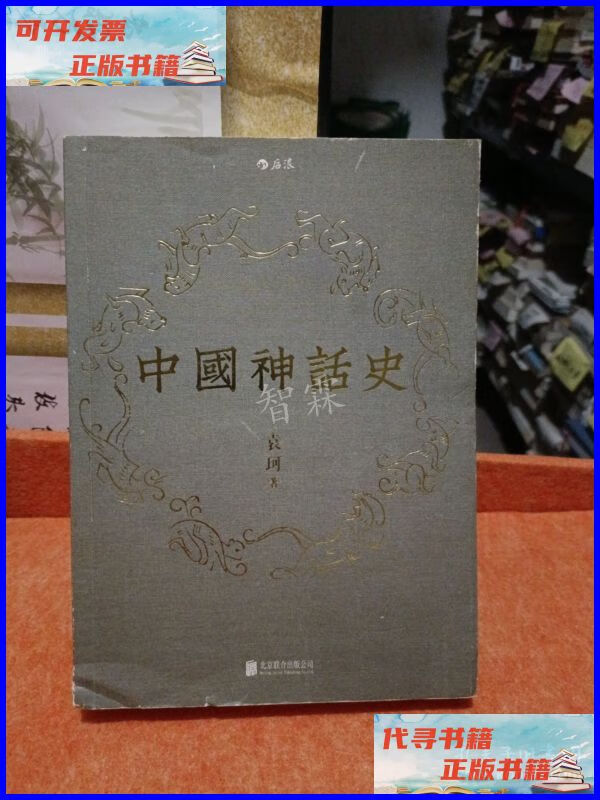 可开发票
正版书籍
后浪
中國神話史
智霖
袁珂
著
北京联合出版公司
代寻书籍
正版书籍